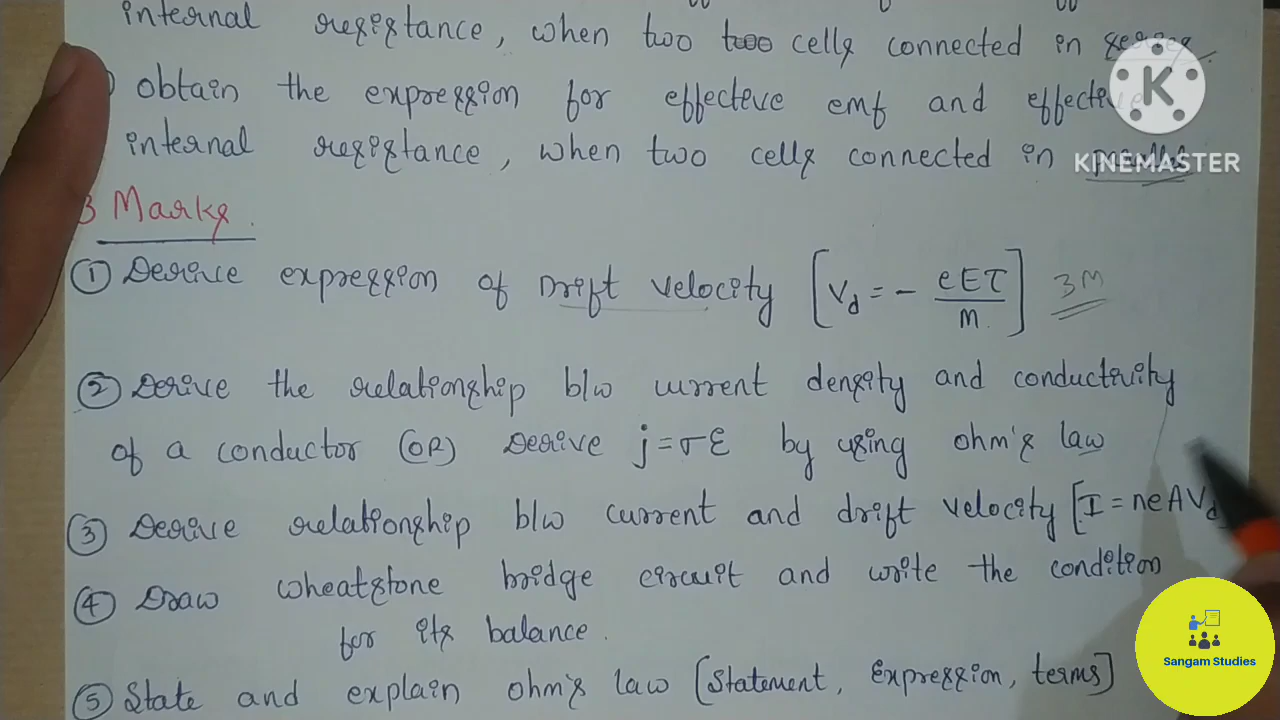 internal resistance, when two two cells connected in series.
obtain the expression for effective emf and effective
internal resistance, when two cells connected in
K
KINEMASTER
3 Marks.
① Derive expression of Drift velocity [Vd = - eEτ/m] 3M
② Derive the relationship b/w current density and conductivity
of a conductor (OR) Derive j=σE by using ohm's law
③ Derive relationship b/w current and drift velocity [I = neAVd
④ Draw wheatstone bridge circuit and write the condition
for its balance.
⑤ State and explain ohm's law [Statement, Expression, terms]
Sangam Studies